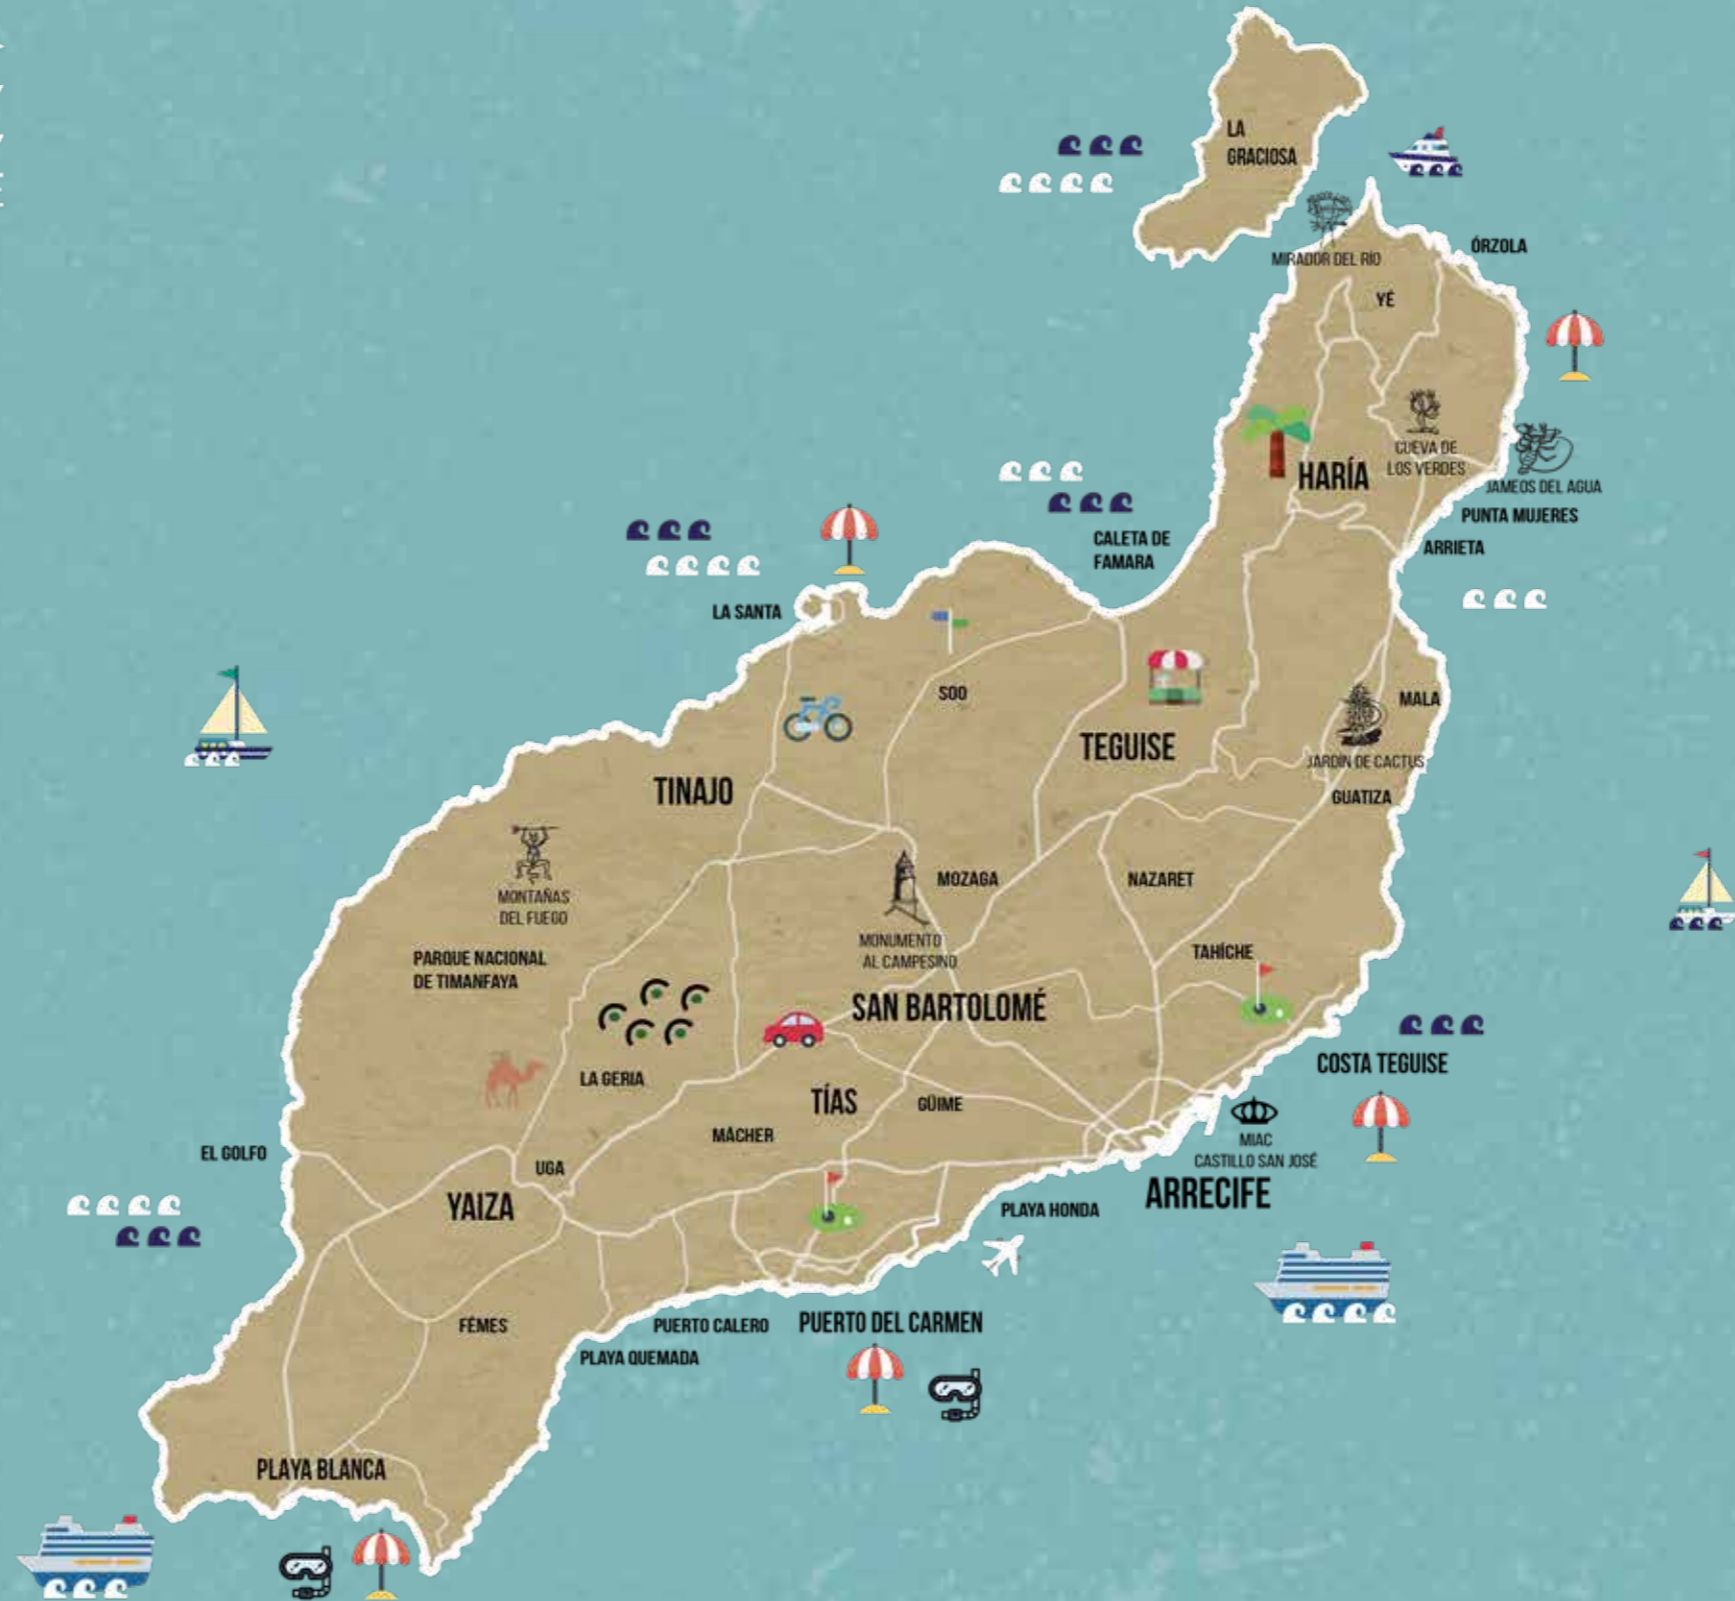 LA
GRACIOSA
MIRADOR DEL RÍO
ÓRZOLA
YÉ
CUEVA DE
LOS VERDES
HARÍA
JAMEOS DEL AGUA
PUNTA MUJERES
ARRIETA
CALETA DE
FAMARA
LA SANTA
SOO
MALA
TEGUISE
JARDÍN DE CACTUS
TINAJO
GUATIZA
MONTAÑAS
DEL FUEGO
MOZAGA
NAZARET
MONUMENTO
AL CAMPESINO
TAHÍCHE
PARQUE NACIONAL
DE TIMANFAYA
SAN BARTOLOMÉ
COSTA TEGUISE
LA GERIA
TÍAS
GÜIME
MÁCHER
MIAC
CASTILLO SAN JOSÉ
EL GOLFO
UGA
ARRECIFE
YAIZA
PLAYA HONDA
FÉMES
PUERTO CALERO
PUERTO DEL CARMEN
PLAYA QUEMADA
PLAYA BLANCA